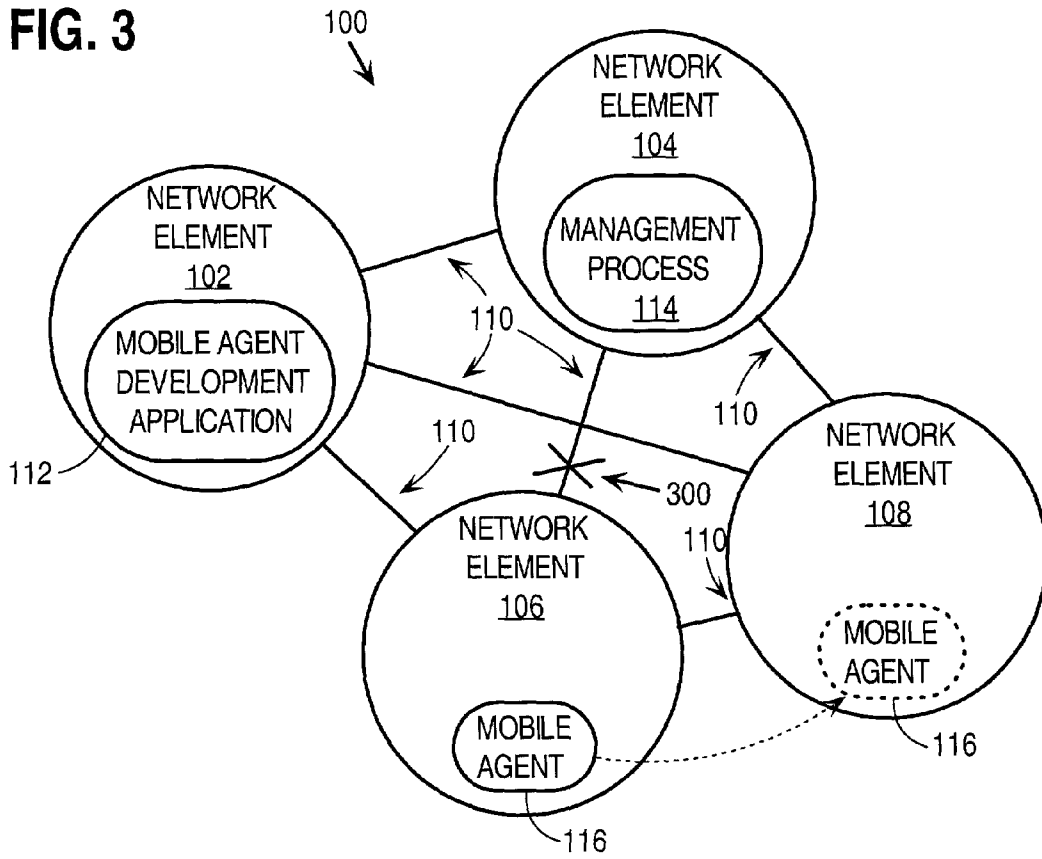 FIG. 3
100
NETWORK
ELEMENT
104
MANAGEMENT
PROCESS
114
NETWORK
ELEMENT
102
MOBILE AGENT
DEVELOPMENT
APPLICATION
112
110
110
110
300
110
NETWORK
ELEMENT
108
MOBILE
AGENT
116
NETWORK
ELEMENT
106
MOBILE
AGENT
116